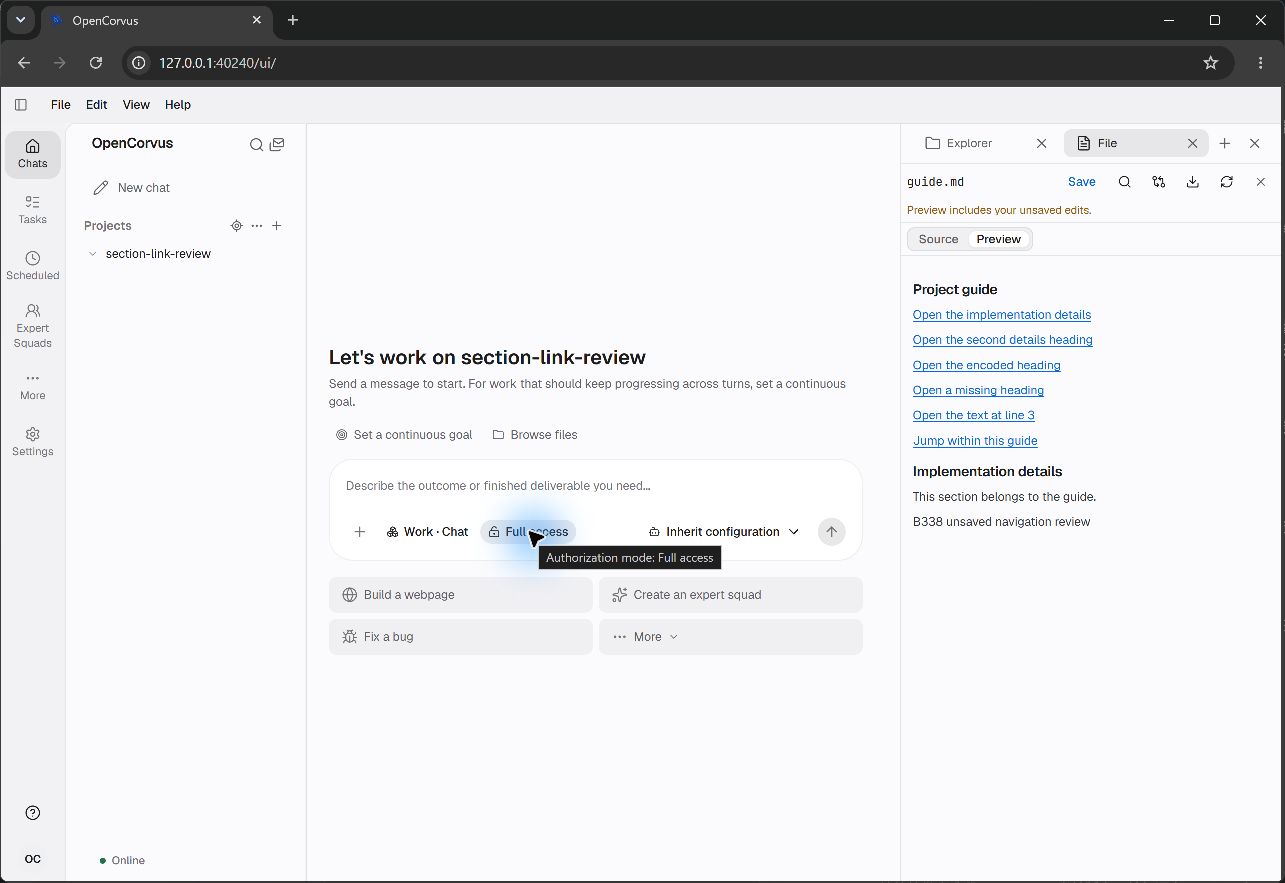 OpenCorvus
127.0.0.1:40240/ui/
File Edit View Help
Chats
Tasks
Scheduled
Expert
Squads
More
Settings
OC
OpenCorvus
New chat
Projects
section-link-review
Online
Let's work on section-link-review
Send a message to start. For work that should keep progressing across turns, set a continuous
goal.
Set a continuous goal Browse files
Describe the outcome or finished deliverable you need...
Work · Chat Full access Inherit configuration
Authorization mode: Full access
Build a webpage Create an expert squad
Fix a bug More
Explorer File
guide.md Save
Preview includes your unsaved edits.
Source Preview
Project guide
Open the implementation details
Open the second details heading
Open the encoded heading
Open a missing heading
Open the text at line 3
Jump within this guide
Implementation details
This section belongs to the guide.
B338 unsaved navigation review